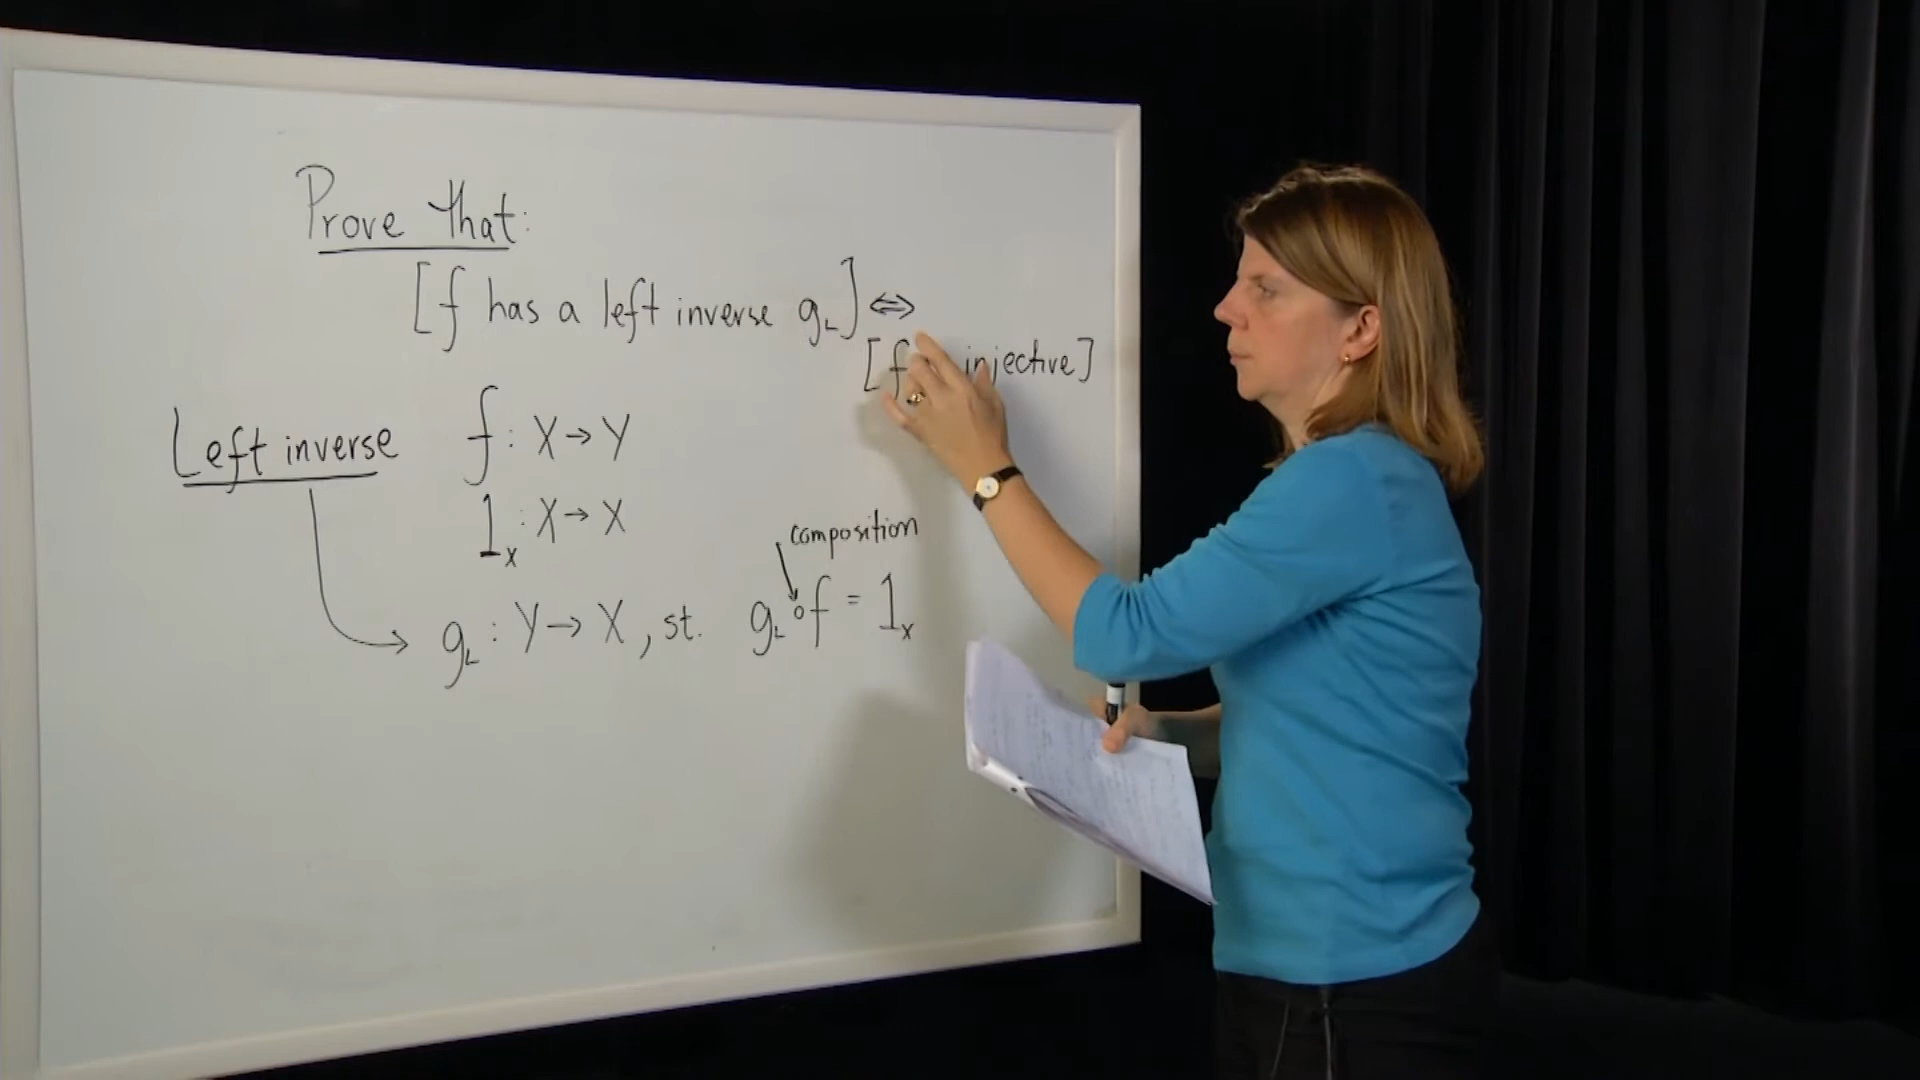 Prove that:
[f has a left inverse g_L] ⇔
[f injective]
Left inverse f : X → Y
1_X : X → X
composition
g_L : Y → X, st. g_L ∘ f = 1_X